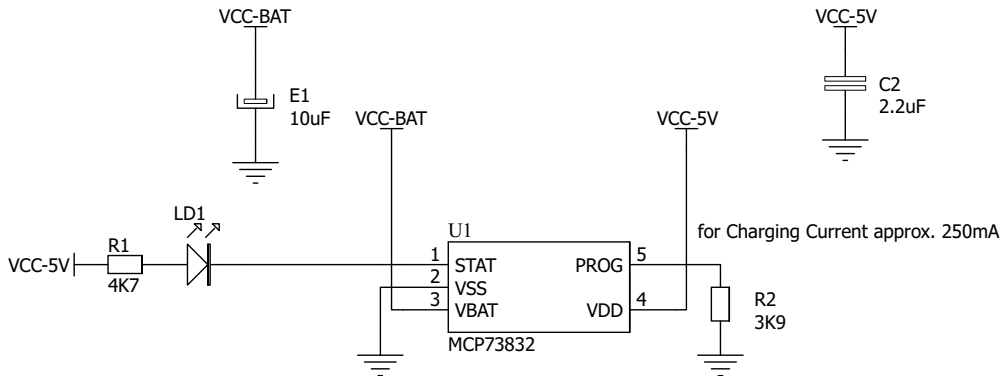 VCC-BAT
VCC-5V
E1
10uF
C2
2.2uF
VCC-BAT
VCC-5V
LD1
U1
for Charging Current approx. 250mA
VCC-5V
R1
4K7
1
STAT
2
VSS
3
VBAT
PROG
5
VDD
4
R2
3K9
MCP73832